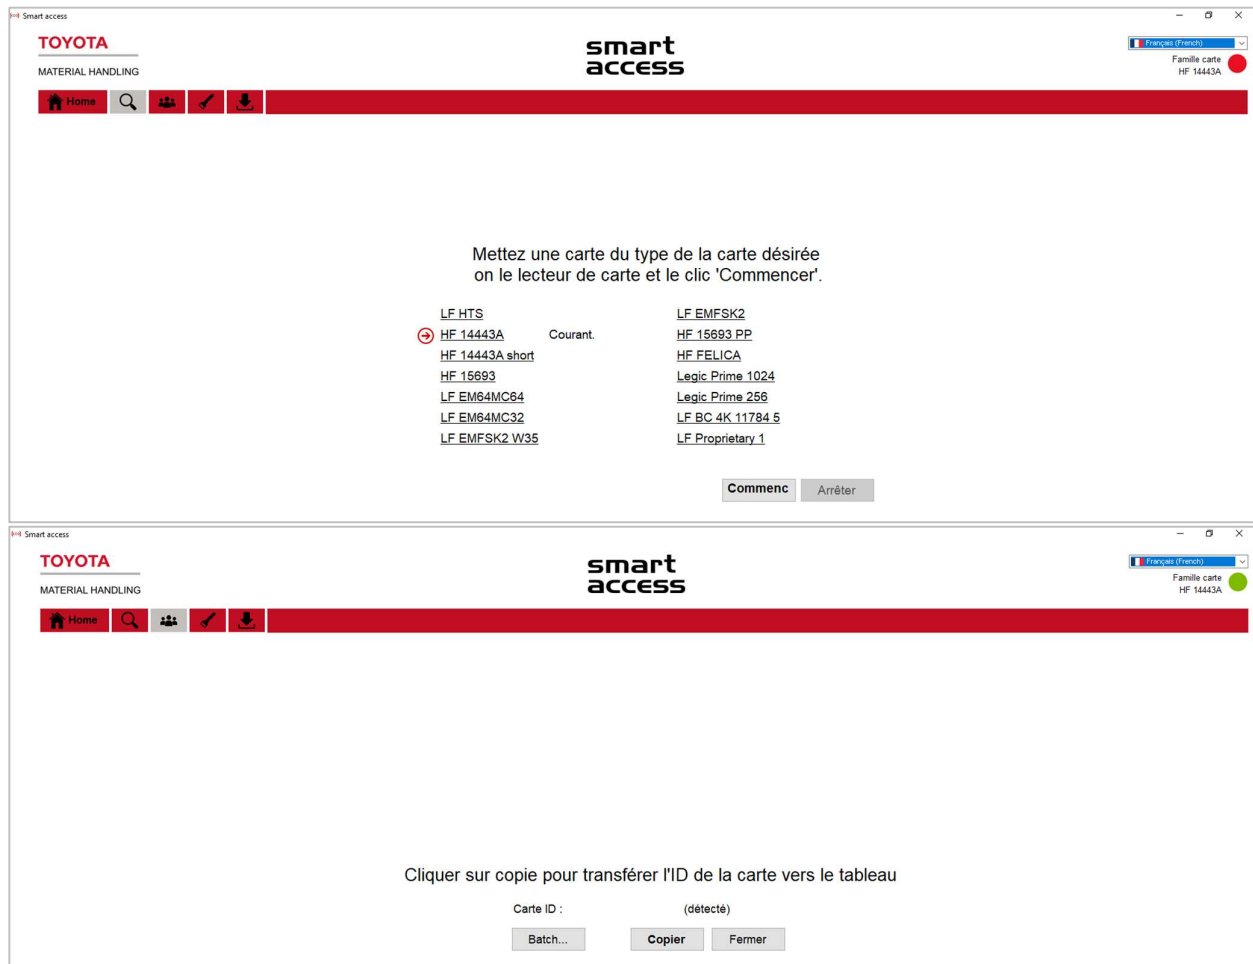 Smart access
TOYOTA
MATERIAL HANDLING
smart
access
Français (French)
Famille carte
HF 14443A
Home
Mettez une carte du type de la carte désirée
on le lecteur de carte et le clic 'Commencer'.
LF HTS
HF 14443A Courant.
HF 14443A short
HF 15693
LF EM64MC64
LF EM64MC32
LF EMFSK2 W35
LF EMFSK2
HF 15693 PP
HF FELICA
Legic Prime 1024
Legic Prime 256
LF BC 4K 11784 5
LF Proprietary 1
Commenc Arrêter
Smart access
TOYOTA
MATERIAL HANDLING
smart
access
Français (French)
Famille carte
HF 14443A
Home
Cliquer sur copie pour transférer l'ID de la carte vers le tableau
Carte ID : (détecté)
Batch... Copier Fermer